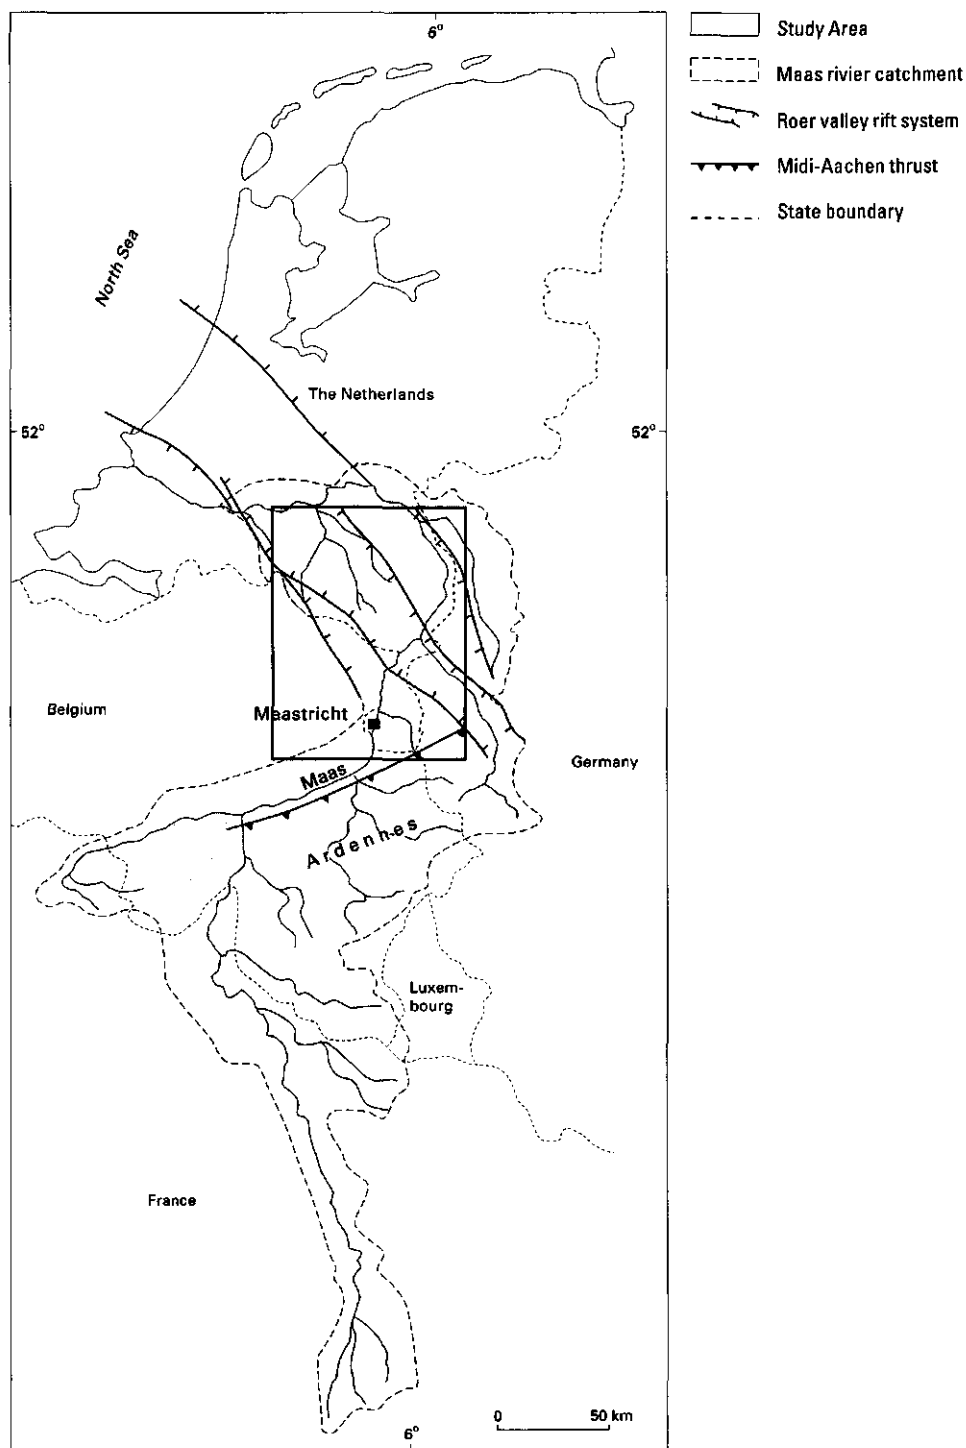 6°
Study Area
Maas rivier catchment
Roer valley rift system
Midi-Aachen thrust
State boundary
North Sea
The Netherlands
52°
52°
Belgium
Maastricht
Germany
Maas
Ardennes
Luxem-
bourg
France
0 50 km
6°